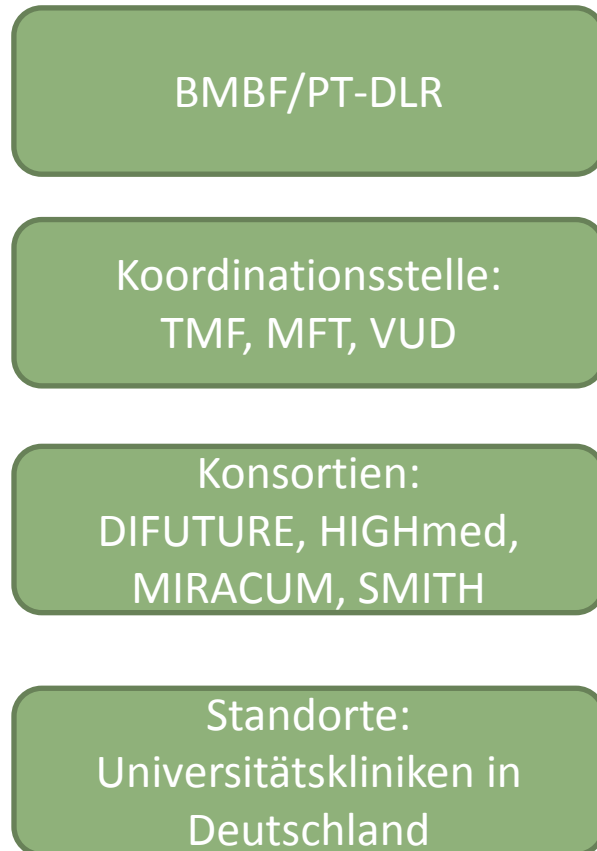 BMBF/PT-DLR
Koordinationsstelle:
TMF, MFT, VUD
Konsortien:
DIFUTURE, HIGHmed,
MIRACUM, SMITH
Standorte:
Universitätskliniken in
Deutschland